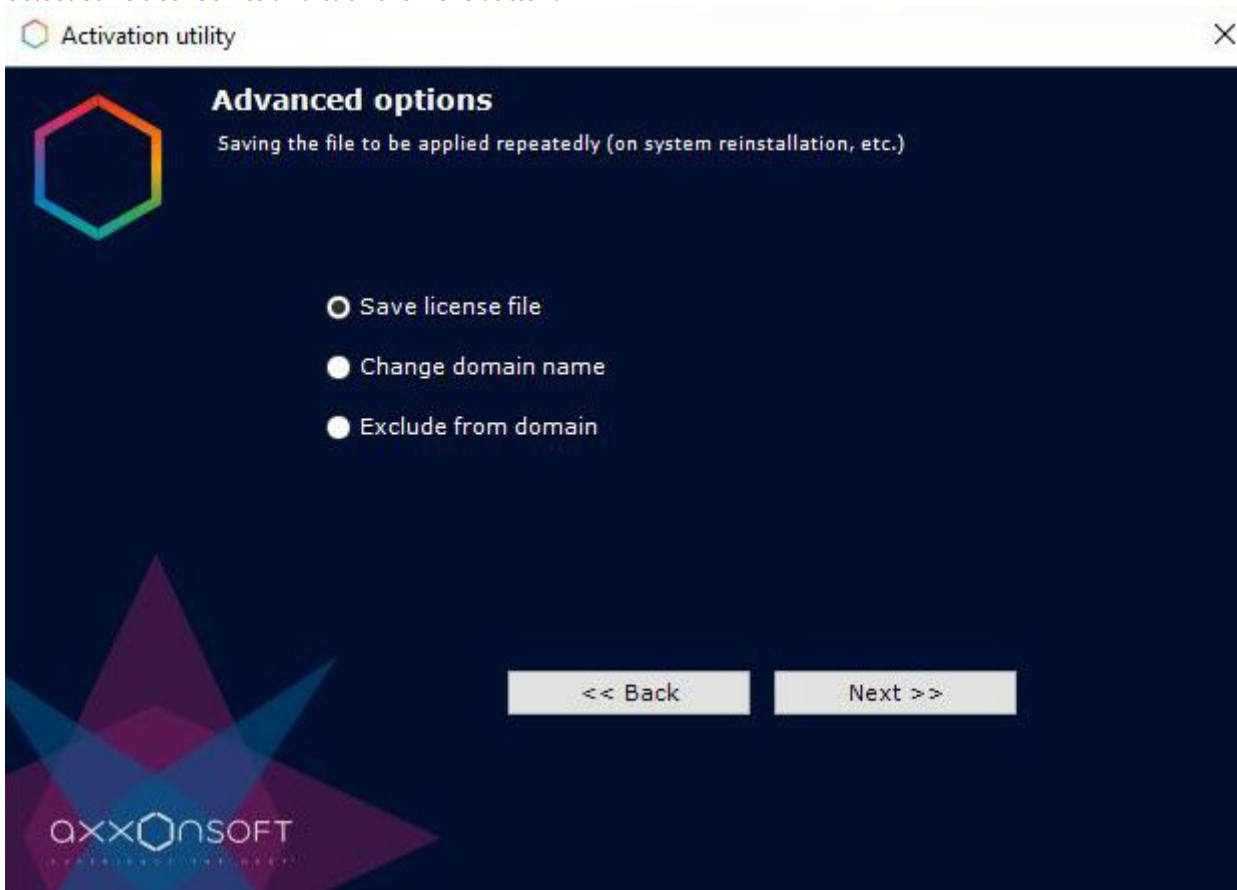 Activation utility
Advanced options
Saving the file to be applied repeatedly (on system reinstallation, etc.)
Save license file
Change domain name
Exclude from domain
<< Back
Next >>
axxonsoft